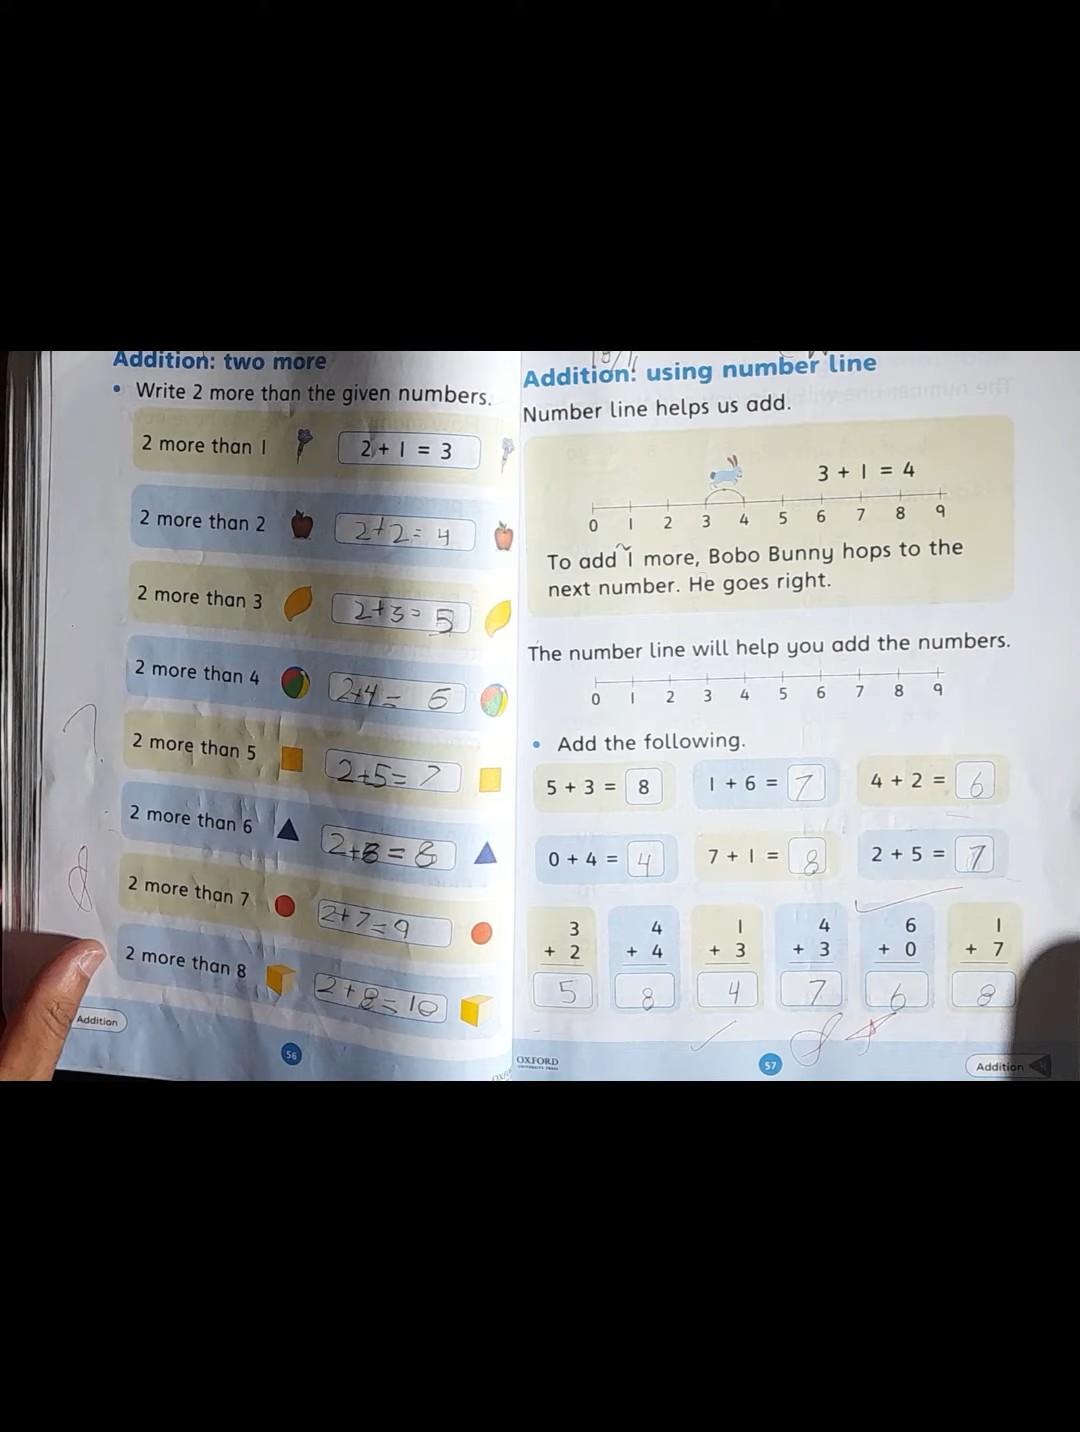 Addition: two more
• Write 2 more than the given numbers.
2 more than 1 2 + 1 = 3
2 more than 2 2+2=4
2 more than 3 2+3=5
2 more than 4 2+4= 6
2 more than 5 2+5=7
2 more than 6 2+6=8
2 more than 7 2+7=9
2 more than 8 2+8=10
Addition
56
Addition: using number line
Number line helps us add.
3 + 1 = 4
0 1 2 3 4 5 6 7 8 9
To add 1 more, Bobo Bunny hops to the
next number. He goes right.
The number line will help you add the numbers.
0 1 2 3 4 5 6 7 8 9
• Add the following.
5 + 3 = 8 1 + 6 = 7 4 + 2 = 6
0 + 4 = 4 7 + 1 = 8 2 + 5 = 7
3 4 1 4 6 1
+ 2 + 4 + 3 + 3 + 0 + 7
5 8 4 7 6 8
OXFORD
UNIVERSITY PRESS
57
Addition